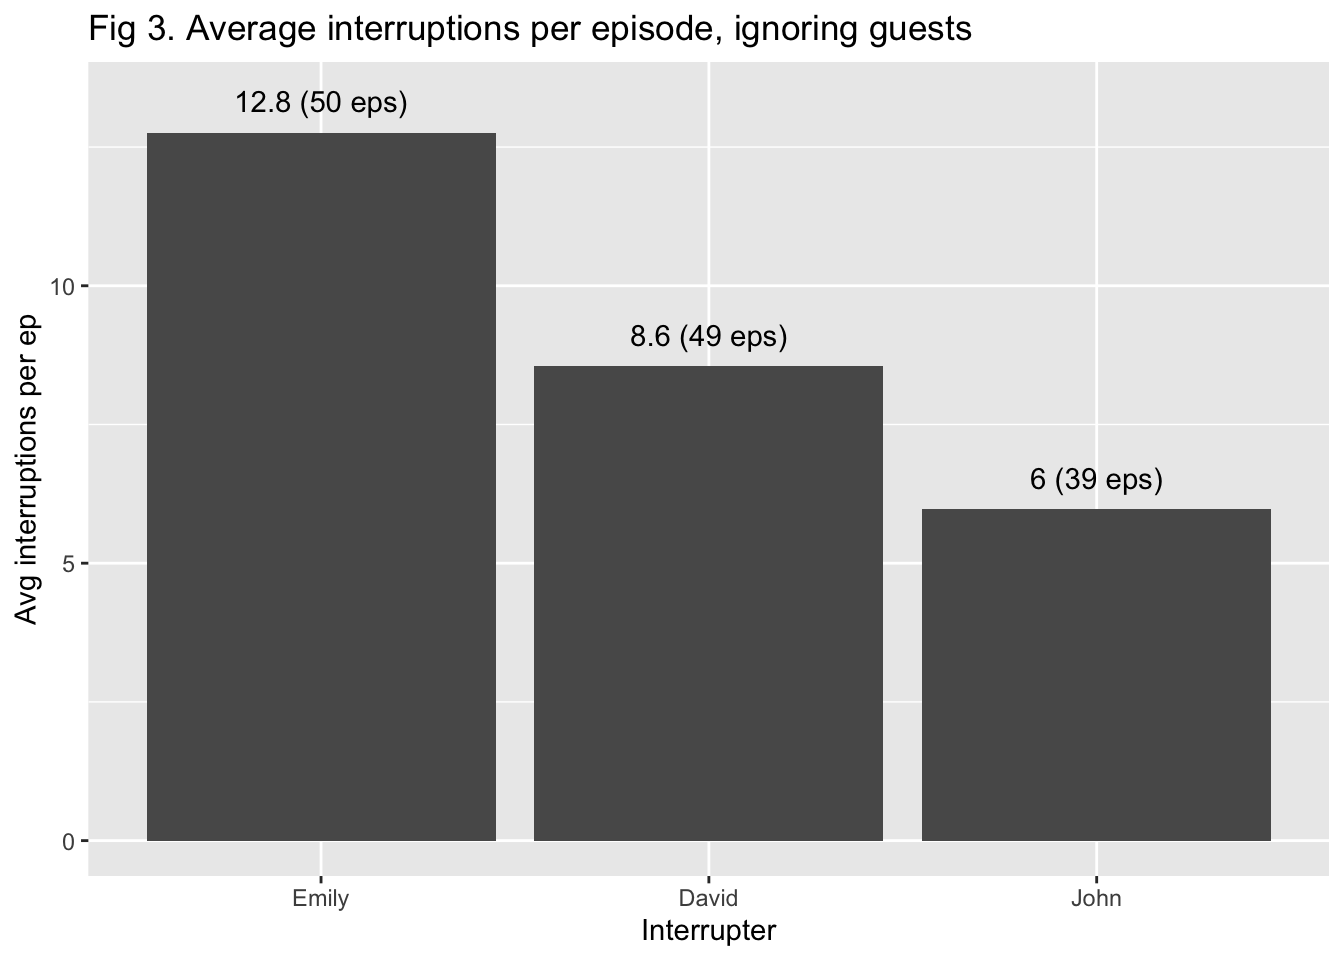 Fig 3. Average interruptions per episode, ignoring guests
12.8 (50 eps)
8.6 (49 eps)
6 (39 eps)
10
5
0
Avg interruptions per ep
Emily
David
John
Interrupter